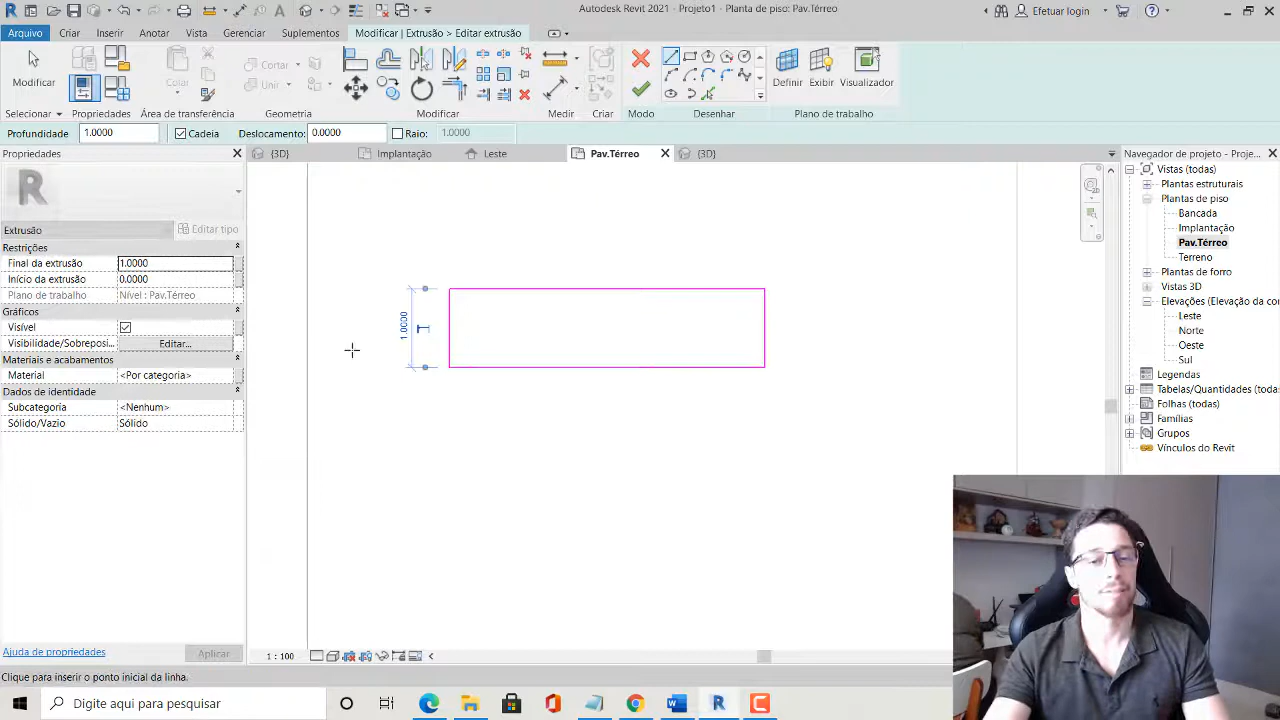 Autodesk Revit 2021 - Projeto1 - Planta de piso: Pav.Térreo
Efetuar login
Arquivo Criar Inserir Anotar Vista Gerenciar Suplementos Modificar | Extrusão > Editar extrusão
Modificar
Colar
Cortar
Unir
Definir Exibir Visualizador
Selecionar Propriedades Área de transferência Geometria Modificar Medir Criar Modo Desenhar Plano de trabalho
Profundidade 1.0000 Cadeia Deslocamento: 0.0000 Raio: 1.0000
Propriedades
{3D} Implantação Leste Pav.Térreo {3D}
Navegador de projeto - Proje...
R
Extrusão
Editar tipo
Restrições
Final da extrusão 1.0000
Início da extrusão 0.0000
Plano de trabalho Nível : Pav.Térreo
Gráficos
Visível
Visibilidade/Sobreposi... Editar...
Materiais e acabamentos
Material <Por categoria>
Dados de identidade
Subcategoria <Nenhum>
Sólido/Vazio Sólido
Ajuda de propriedades
Aplicar
1.0000
Vistas (todas)
Plantas estruturais
Plantas de piso
Bancada
Implantação
Pav.Térreo
Terreno
Plantas de forro
Vistas 3D
Elevações (Elevação da co
Leste
Norte
Oeste
Sul
Legendas
Tabelas/Quantidades (toda
Folhas (todas)
Famílias
Grupos
Vínculos do Revit
1 : 100
Clique para inserir o ponto inicial da linha.
Digite aqui para pesquisar